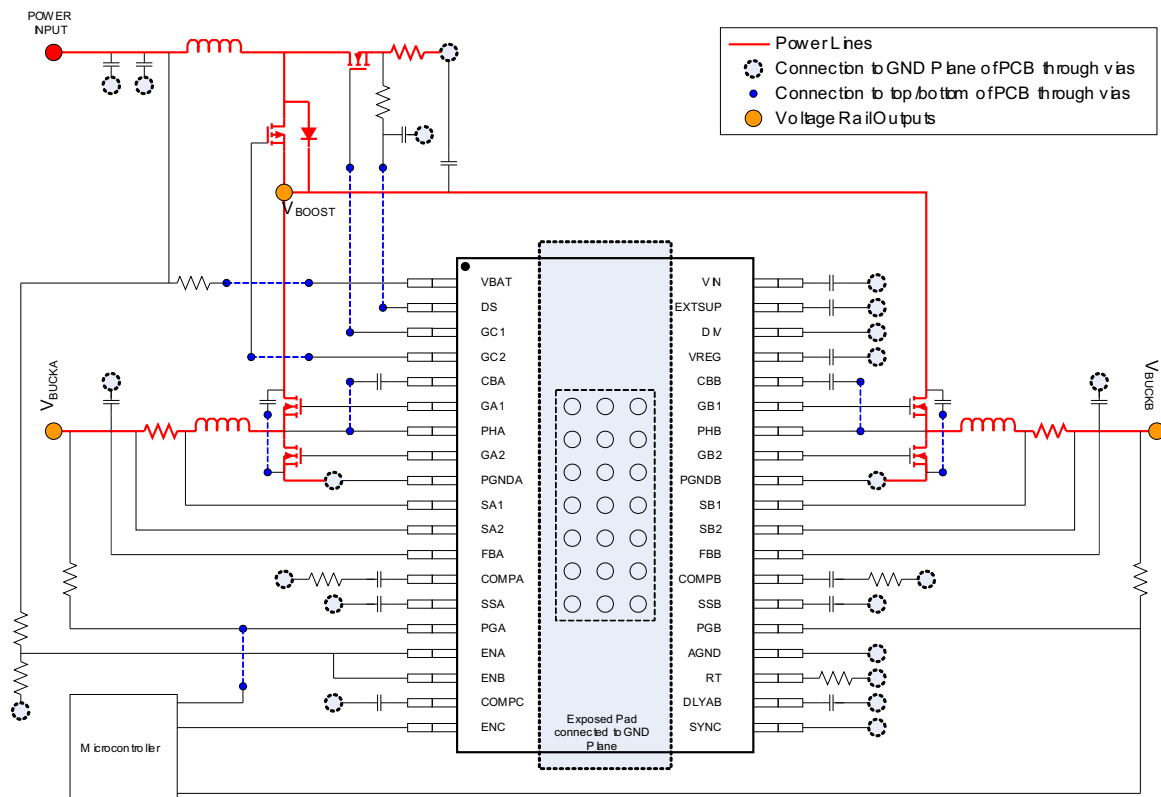 POWER
INPUT
Power Lines
Connection to GND Plane of PCB through vias
Connection to top/bottom of PCB through vias
Voltage Rail Outputs
VBOOST
VBAT
DS
GC1
GC2
CBA
GA1
PHA
GA2
PGNDA
SA1
SA2
FBA
COMPA
SSA
PGA
ENA
ENB
COMPC
ENC
VIN
EXTSUP
DIV
VREG
CBB
GB1
PHB
GB2
PGNDB
SB1
SB2
FBB
COMPB
SSB
PGB
AGND
RT
DLYAB
SYNC
VBUCKA
VBUCKB
Exposed Pad
connected to GND
Plane
Microcontroller